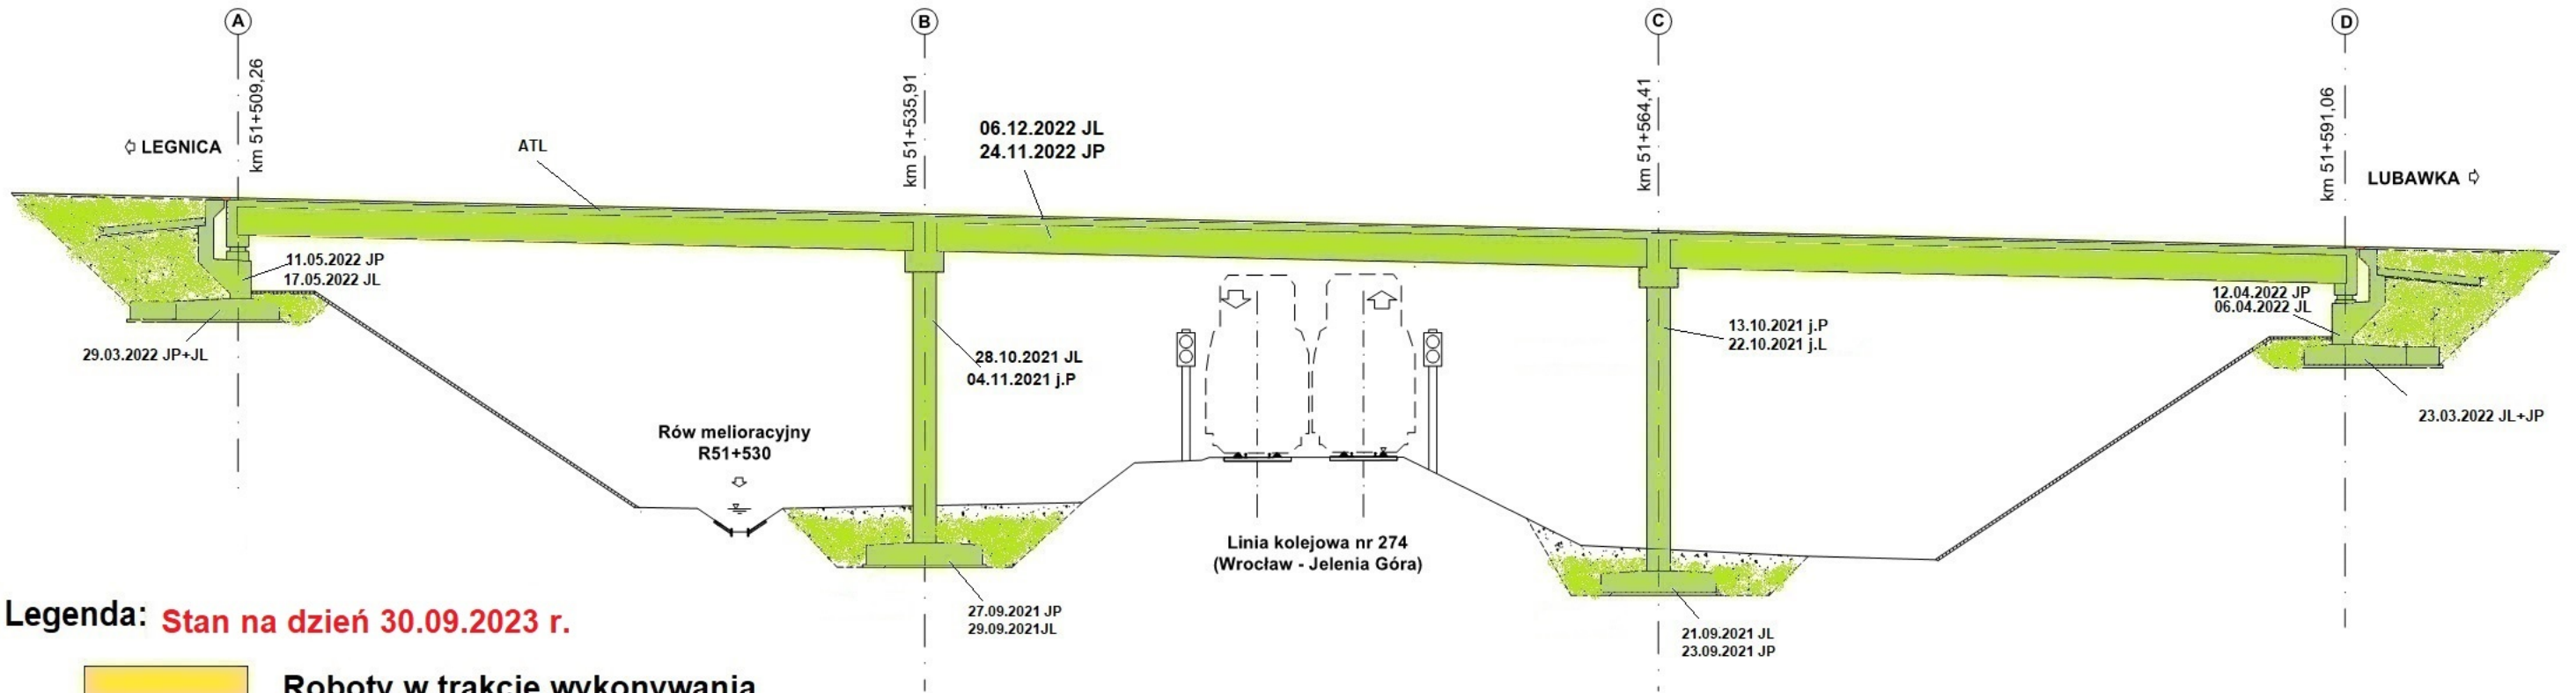 A
B
C
D
km 51+509,26
km 51+535,91
km 51+564,41
km 51+591,06
LEGNICA
ATL
06.12.2022 JL
24.11.2022 JP
LUBAWKA
11.05.2022 JP
17.05.2022 JL
29.03.2022 JP+JL
28.10.2021 JL
04.11.2021 j.P
13.10.2021 j.P
22.10.2021 j.L
12.04.2022 JP
06.04.2022 JL
23.03.2022 JL+JP
Rów melioracyjny
R51+530
Linia kolejowa nr 274
(Wrocław - Jelenia Góra)
27.09.2021 JP
29.09.2021JL
21.09.2021 JL
23.09.2021 JP
Legenda: Stan na dzień 30.09.2023 r.
Roboty w trakcie wykonywania